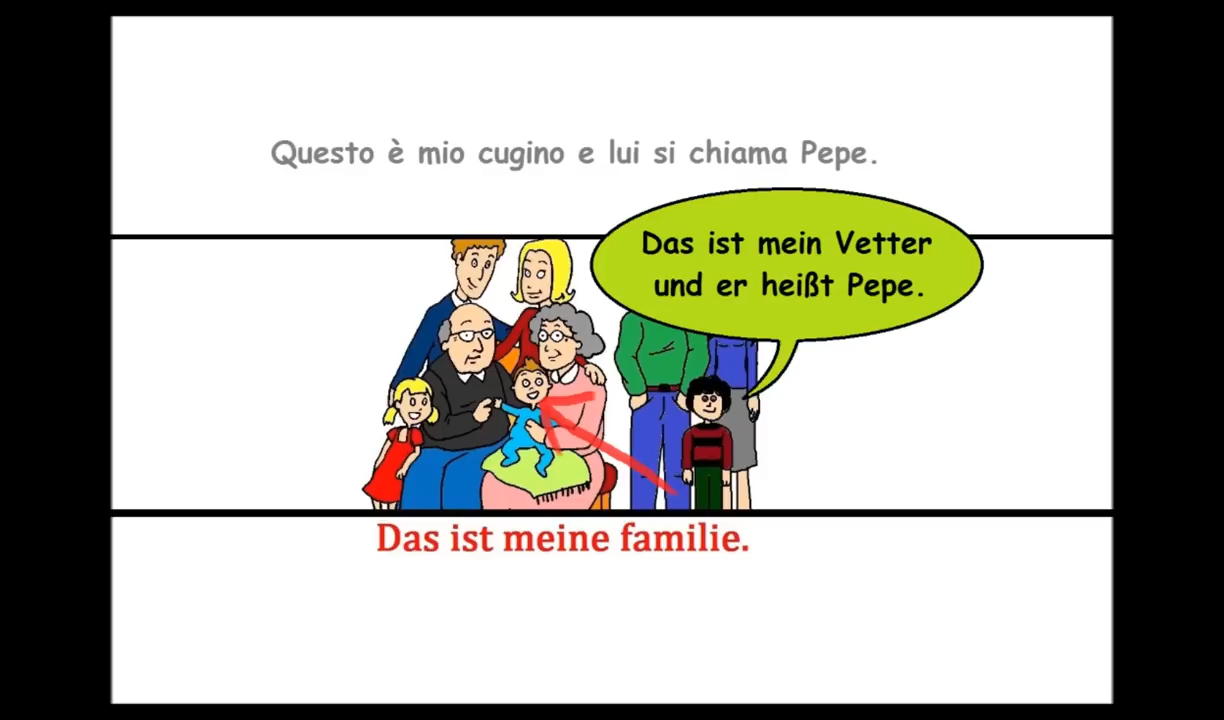 Questo è mio cugino e lui si chiama Pepe.
Das ist mein Vetter
und er heißt Pepe.
Das ist meine familie.